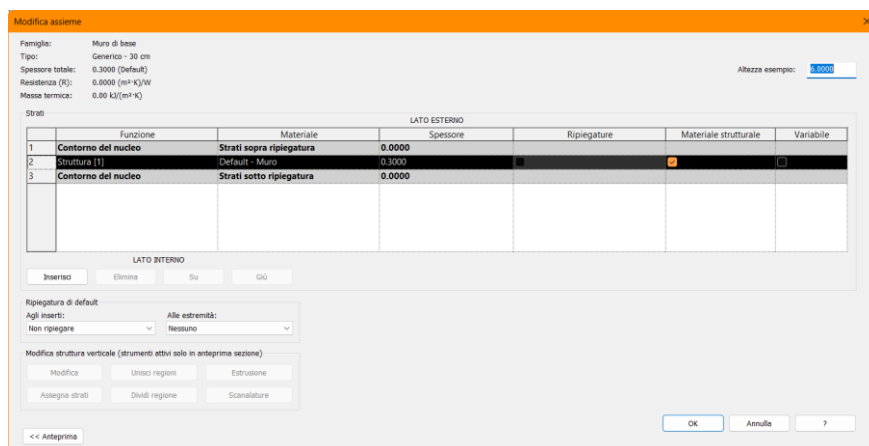 Modifica assieme
Famiglia: Muro di base
Tipo: Generico - 30 cm
Spessore totale: 0.3000 (Default)
Resistenza (R): 0.0000 (m²·K)/W
Massa termica: 0.00 kJ/(m²·K)
Altezza esempio: 6.0000
Strati
LATO ESTERNO
Funzione Materiale Spessore Ripiegature Materiale strutturale Variabile
1 Contorno del nucleo Strati sopra ripiegatura 0.0000
2 Struttura [1] Default - Muro 0.3000
3 Contorno del nucleo Strati sotto ripiegatura 0.0000
LATO INTERNO
Inserisci Elimina Su Giù
Ripiegatura di default
Agli inserti: Alle estremità:
Non ripiegare Nessuno
Modifica struttura verticale (strumenti attivi solo in anteprima sezione)
Modifica Unisci regioni Estrusione
Assegna strati Dividi regione Scanalature
OK Annulla ?
<< Anteprima